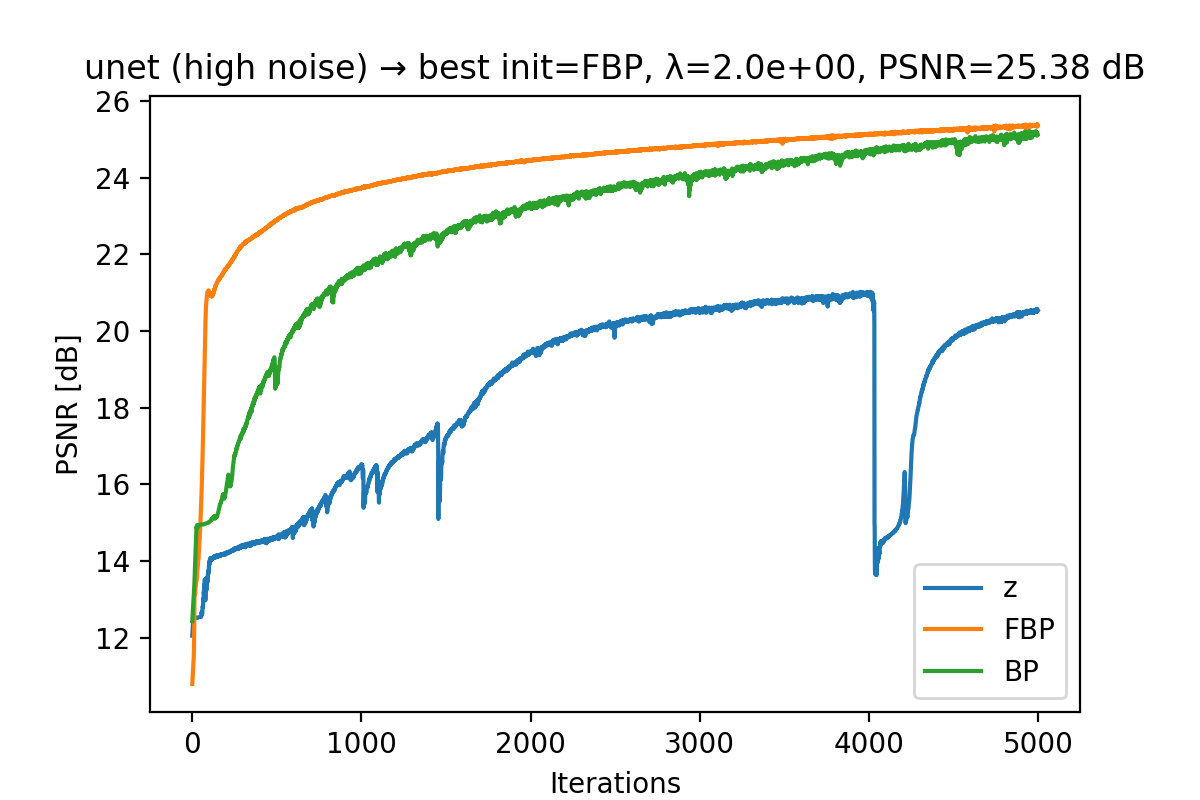 unet (high noise) → best init=FBP, λ=2.0e+00, PSNR=25.38 dB
26
24
22
20
18
16
14
12
PSNR [dB]
z
FBP
BP
0 1000 2000 3000 4000 5000
Iterations